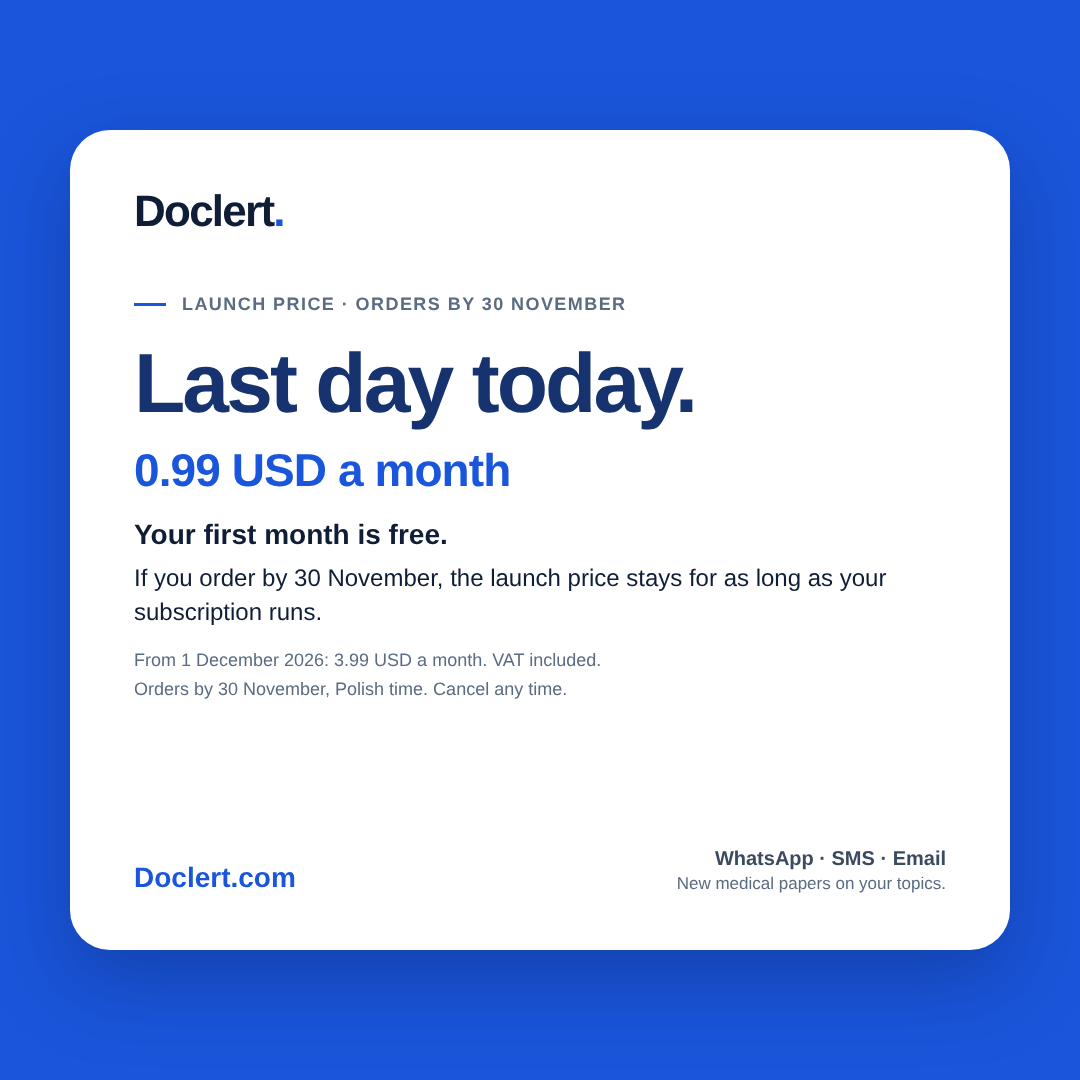 Doclert.
LAUNCH PRICE · ORDERS BY 30 NOVEMBER
Last day today.
0.99 USD a month
Your first month is free.
If you order by 30 November, the launch price stays for as long as your
subscription runs.
From 1 December 2026: 3.99 USD a month. VAT included.
Orders by 30 November, Polish time. Cancel any time.
Doclert.com
WhatsApp · SMS · Email
New medical papers on your topics.